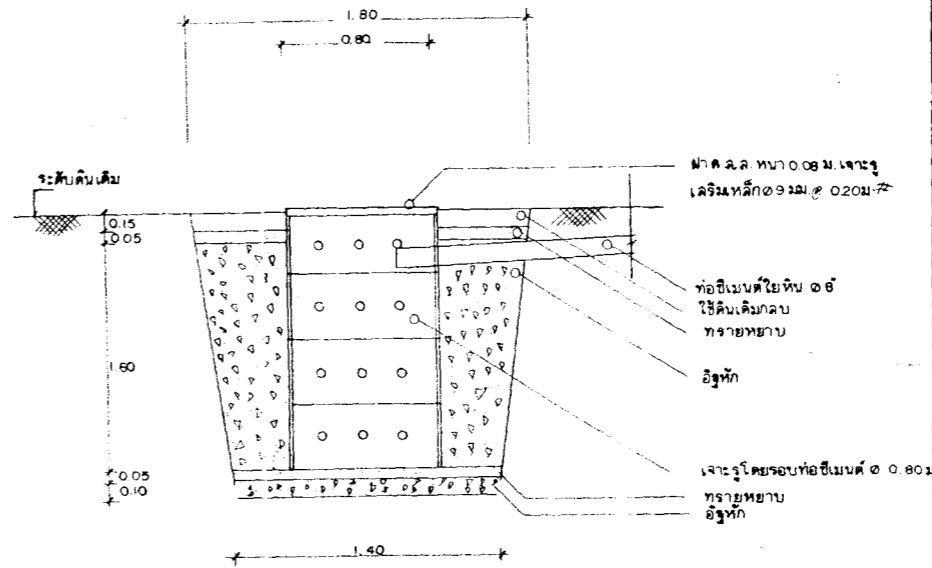 1.80
0.80
ฝา ค.ส.ล. หนา 0.08 ม. เจาะรู
เสริมเหล็ก Ø 9 มม.@ 0.20ม.#
ระดับดินเดิม
0.15
0.05
ท่อซีเมนต์ใยหิน Ø 8"
ใช้ดินเดิมกลบ
ทรายหยาบ
1.60
อิฐหัก
0.05
0.10
เจาะรูโดยรอบท่อซีเมนต์ Ø 0.80 ม
ทรายหยาบ
อิฐหัก
1.40